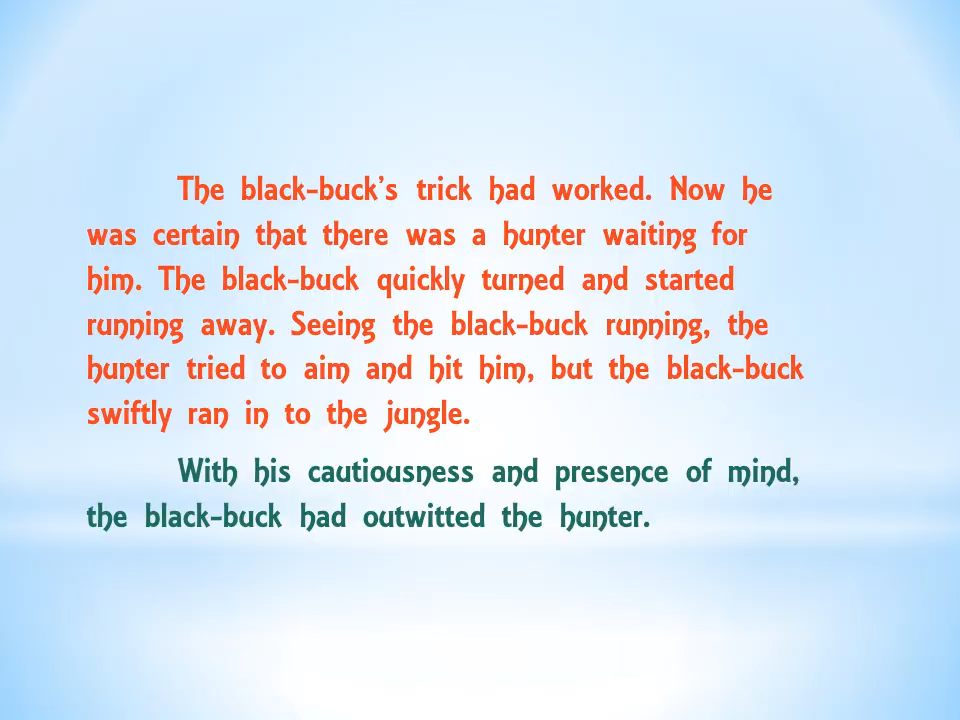 The black-buck's trick had worked. Now he
was certain that there was a hunter waiting for
him. The black-buck quickly turned and started
running away. Seeing the black-buck running, the
hunter tried to aim and hit him, but the black-buck
swiftly ran in to the jungle.
With his cautiousness and presence of mind,
the black-buck had outwitted the hunter.